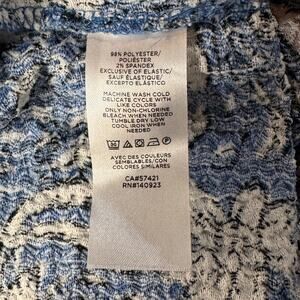 98% POLYESTER/
POLIÉSTER
2% SPANDEX
EXCLUSIVE OF ELASTIC/
SAUF ÉLASTIQUE/
EXCEPTO ELÁSTICO
MACHINE WASH COLD
DELICATE CYCLE WITH
LIKE COLORS
ONLY NON-CHLORINE
BLEACH WHEN NEEDED
TUMBLE DRY LOW
COOL IRON WHEN
NEEDED
AVEC DES COULEURS
SEMBLABLES/CON
COLORES SIMILARES
CA#57421
RN#140923